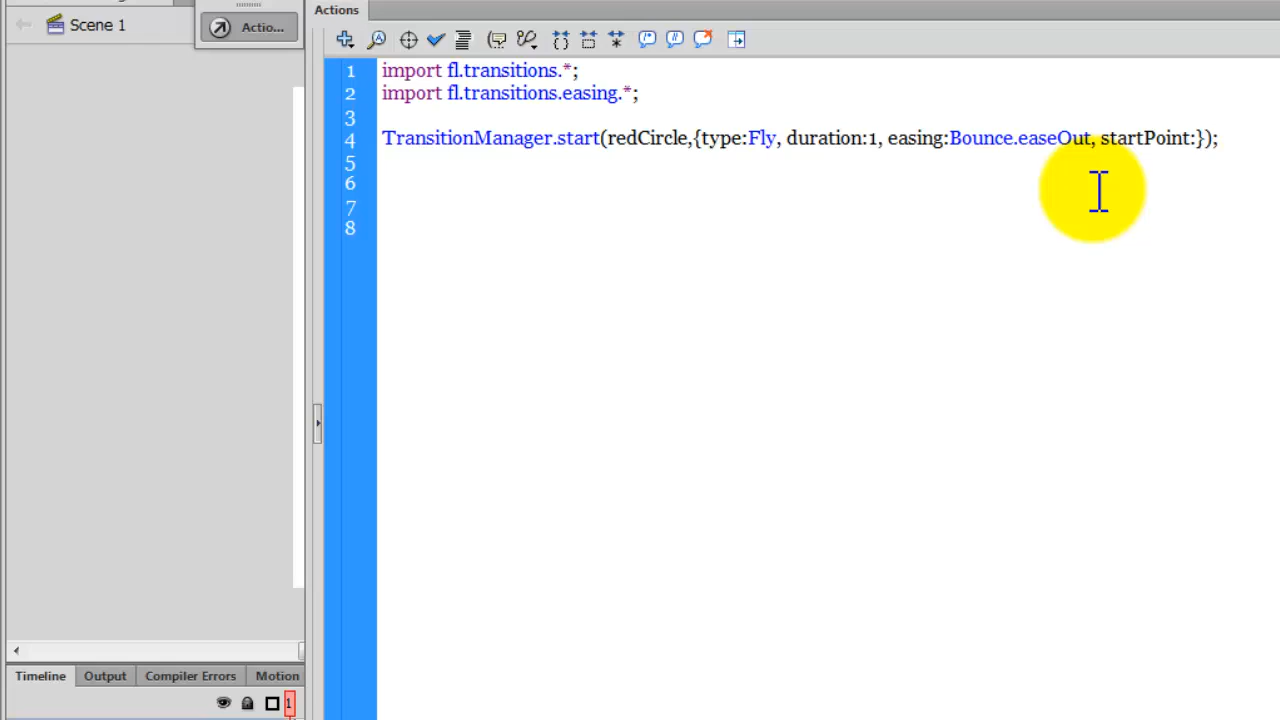 Actions
Scene 1
Actio...
1 import fl.transitions.*;
2 import fl.transitions.easing.*;
3
4 TransitionManager.start(redCircle,{type:Fly, duration:1, easing:Bounce.easeOut, startPoint:});
5
6
7
8
Timeline Output Compiler Errors Motion
1